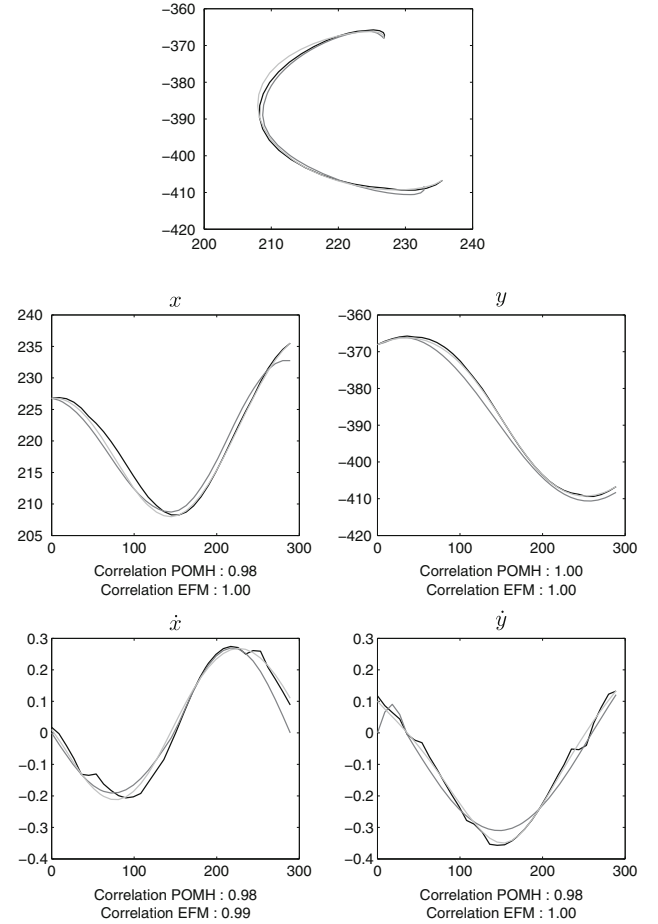 −360
−370
−380
−390
−400
−410
−420
200 210 220 230 240
x
240
235
230
225
220
215
210
205
0 100 200 300
Correlation POMH : 0.98
Correlation EFM : 1.00
y
−360
−370
−380
−390
−400
−410
−420
0 100 200 300
Correlation POMH : 1.00
Correlation EFM : 1.00
ẋ
0.3
0.2
0.1
0
−0.1
−0.2
−0.3
−0.4
0 100 200 300
Correlation POMH : 0.98
Correlation EFM : 0.99
ẏ
0.3
0.2
0.1
0
−0.1
−0.2
−0.3
−0.4
0 100 200 300
Correlation POMH : 0.98
Correlation EFM : 1.00